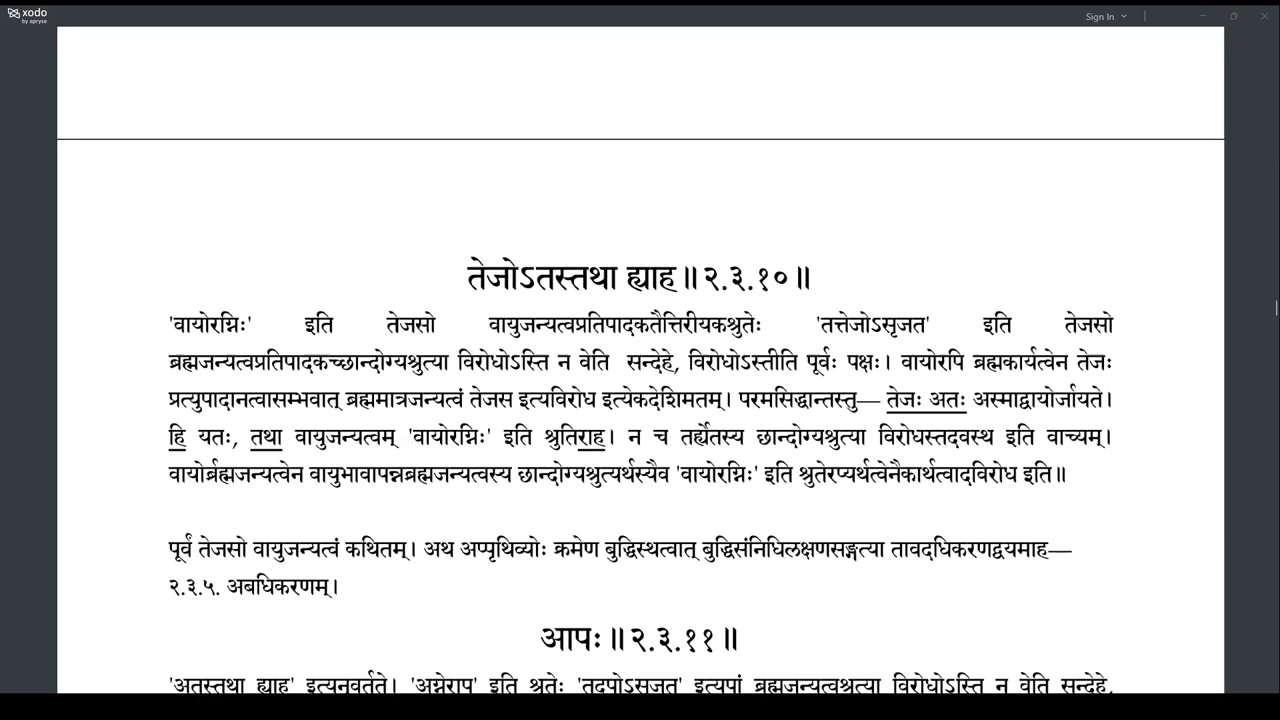 xodo
by apryse
Sign In
तेजोऽतस्तथा ह्याह॥२.३.१०॥
'वायोरग्निः' इति तेजसो वायुजन्यत्वप्रतिपादकतैत्तिरीयकश्रुतेः 'तत्तेजोऽसृजत' इति तेजसो
ब्रह्मजन्यत्वप्रतिपादकच्छान्दोग्यश्रुत्या विरोधोऽस्ति न वेति सन्देहे, विरोधोऽस्तीति पूर्वः पक्षः। वायोरपि ब्रह्मकार्यत्वेन तेजः
प्रत्युपादानत्वासम्भवात् ब्रह्ममात्रजन्यत्वं तेजस इत्यविरोध इत्येकदेशिमतम्। परमसिद्धान्तस्तु— तेजः अतः अस्माद्वायोर्जायते।
हि यतः, तथा वायुजन्यत्वम् 'वायोरग्निः' इति श्रुतिराह। न च तर्ह्येतस्य छान्दोग्यश्रुत्या विरोधस्तदवस्थ इति वाच्यम्।
वायोर्ब्रह्मजन्यत्वेन वायुभावापन्नब्रह्मजन्यत्वस्य छान्दोग्यश्रुत्यर्थस्यैव 'वायोरग्निः' इति श्रुतेरप्यर्थत्वेनैकार्थत्वादविरोध इति॥
पूर्वं तेजसो वायुजन्यत्वं कथितम्। अथ अप्पृथिव्योः क्रमेण बुद्धिस्थत्वात् बुद्धिसंनिधिलक्षणसङ्गत्या तावदधिकरणद्वयमाह—
२.३.५. अबधिकरणम्।
आपः॥२.३.११॥
'अतस्तथा ह्याह' इत्यनुवर्तते। 'अग्नेरापः' इति श्रुतेः 'तदपोऽसृजत' इत्यपां ब्रह्मजन्यत्वश्रुत्या विरोधोऽस्ति न वेति सन्देहे,